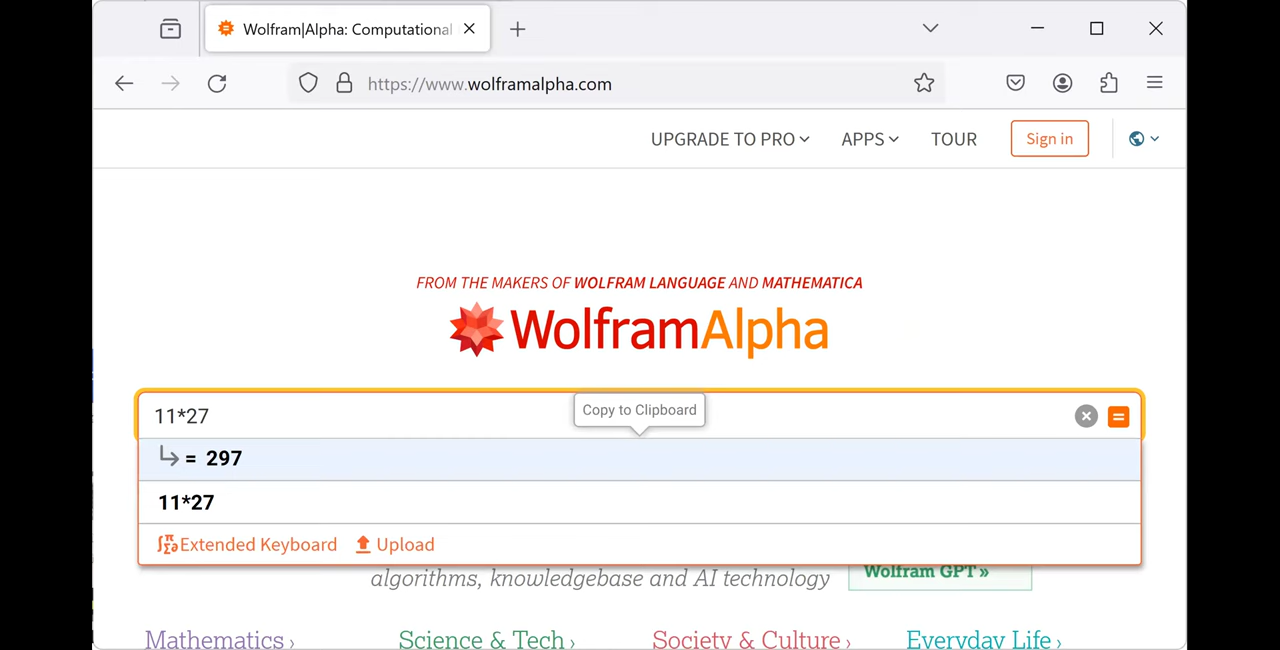 Wolfram|Alpha: Computational
https://www.wolframalpha.com
UPGRADE TO PRO APPS TOUR Sign in
FROM THE MAKERS OF WOLFRAM LANGUAGE AND MATHEMATICA
WolframAlpha
11*27
Copy to Clipboard
= 297
11*27
Extended Keyboard Upload
algorithms, knowledgebase and AI technology
Wolfram GPT »
Mathematics › Science & Tech › Society & Culture › Everyday Life ›